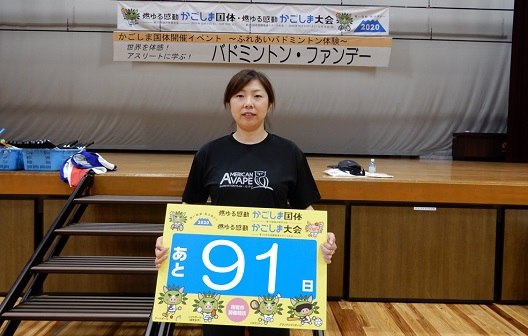 燃ゆる感動 かごしま国体・燃ゆる感動 かごしま大会
2020
かごしま国体開催イベント ～ふれあいバドミントン体験～
世界を体感！
アスリートに学ぶ！ バドミントン・ファンデー
AMERICAN
AVAPE
2020
燃ゆる感動 かごしま国体
燃ゆる感動 かごしま大会
あと 91 日